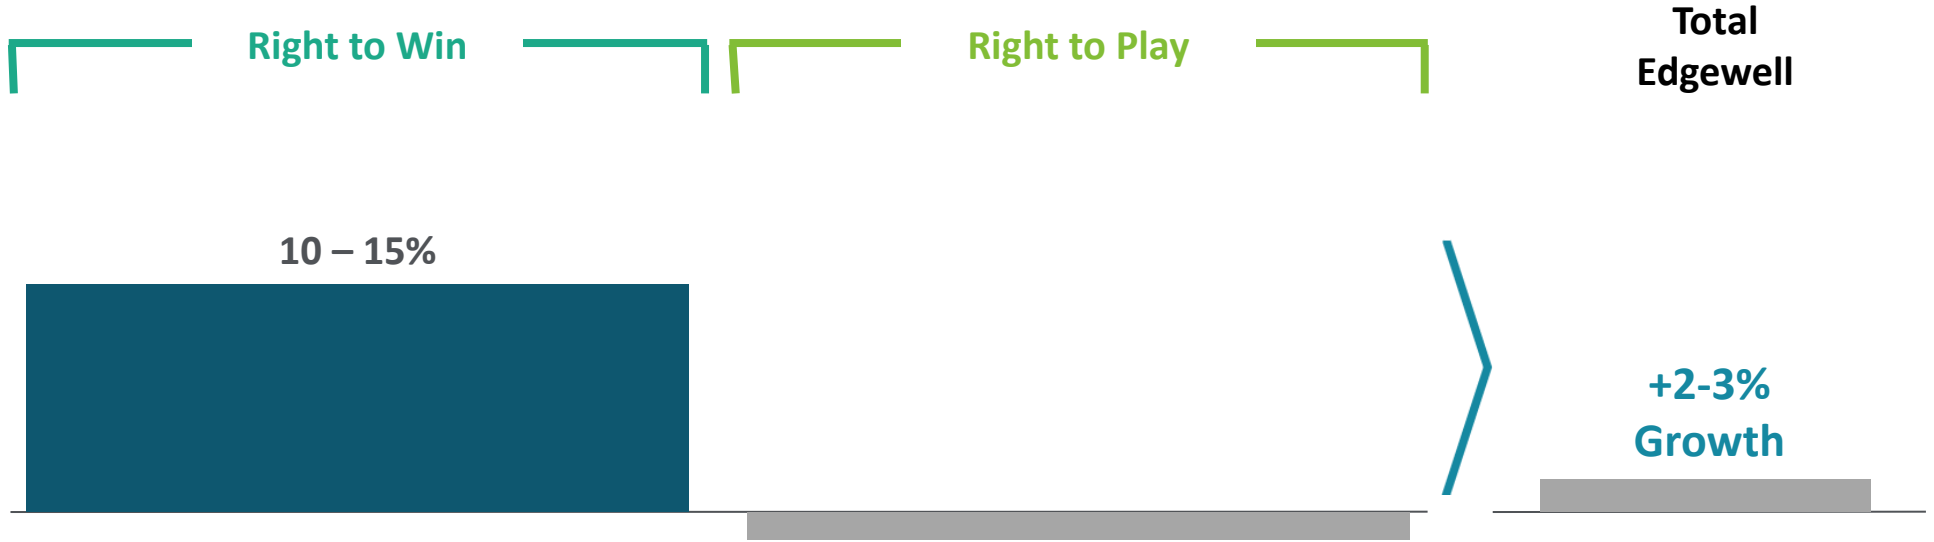 Right to Win
Right to Play
Total
Edgewell
10 – 15%
+2-3%
Growth